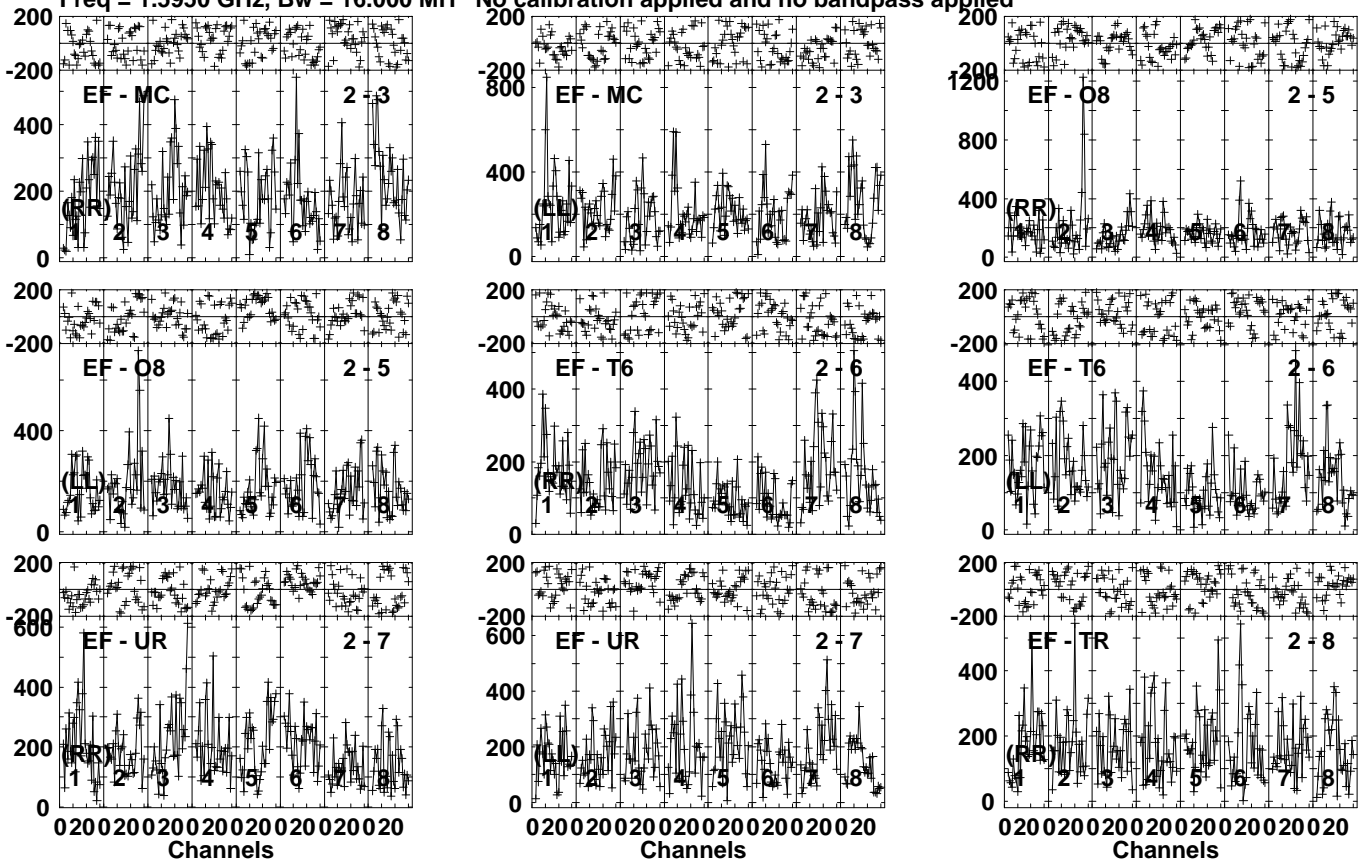 Freq = 1.5950 GHz, Bw = 16.000 MH No calibration applied and no bandpass applied
200 200 200
-200 -200 -200
EF - MC 2 - 3 800 EF - MC 2 - 3 1200 EF - O8 2 - 5
400 800
200 400 400
(RR) (LL) (RR)
1 2 3 4 5 6 7 8 1 2 3 4 5 6 7 8 1 2 3 4 5 6 7 8
0 0 0
200 200 200
-200 -200 -200
EF - O8 2 - 5 EF - T6 2 - 6 EF - T6 2 - 6
400 400 400
200 200
(LL) (RR) (LL)
1 2 3 4 5 6 7 8 1 2 3 4 5 6 7 8 1 2 3 4 5 6 7 8
0 0 0
200 200 200
-200 -200 -200
600 EF - UR 2 - 7 600 EF - UR 2 - 7 EF - TR 2 - 8
400 400 400
200 200 200
(RR) (LL) (RR)
1 2 3 4 5 6 7 8 1 2 3 4 5 6 7 8 1 2 3 4 5 6 7 8
0 0 0
0 20 0 20 0 20 0 20 0 20 0 20 0 20 0 20 0 20 0 20 0 20 0 20 0 20 0 20 0 20 0 20 0 20 0 20 0 20 0 20 0 20 0 20 0 20 0 20
Channels Channels Channels